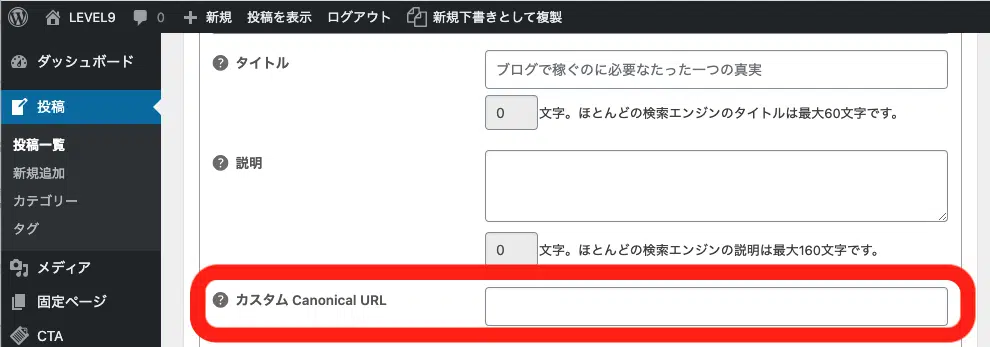 LEVEL9 0 新規 投稿を表示 ログアウト 新規下書きとして複製
ダッシュボード
投稿
投稿一覧
新規追加
カテゴリー
タグ
メディア
固定ページ
CTA
タイトル
ブログで稼ぐのに必要なたった一つの真実
0 文字。ほとんどの検索エンジンのタイトルは最大60文字です。
説明
0 文字。ほとんどの検索エンジンの説明は最大160文字です。
カスタム Canonical URL